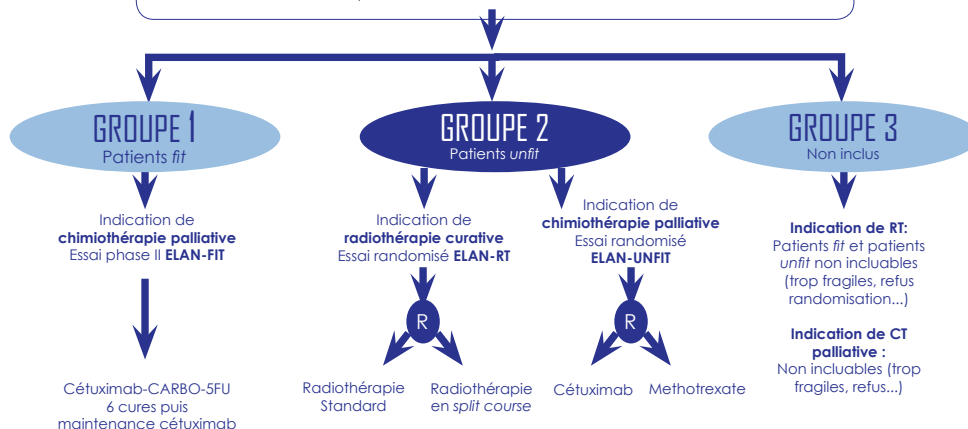 GROUPE 1
Patients fit
Indication de
chimiothérapie palliative
Essai phase II ELAN-FIT
Cétuximab-CARBO-5FU
6 cures puis
maintenance cétuximab
GROUPE 2
Patients unfit
Indication de
radiothérapie curative
Essai randomisé ELAN-RT
R
Radiothérapie
Standard
Radiothérapie
en split course
Indication de
chimiothérapie palliative
Essai randomisé
ELAN-UNFIT
R
Cétuximab
Methotrexate
GROUPE 3
Non inclus
Indication de RT:
Patients fit et patients
unfit non incluables
(trop fragiles, refus
randomisation...)
Indication de CT
palliative :
Non incluables (trop
fragiles, refus...)